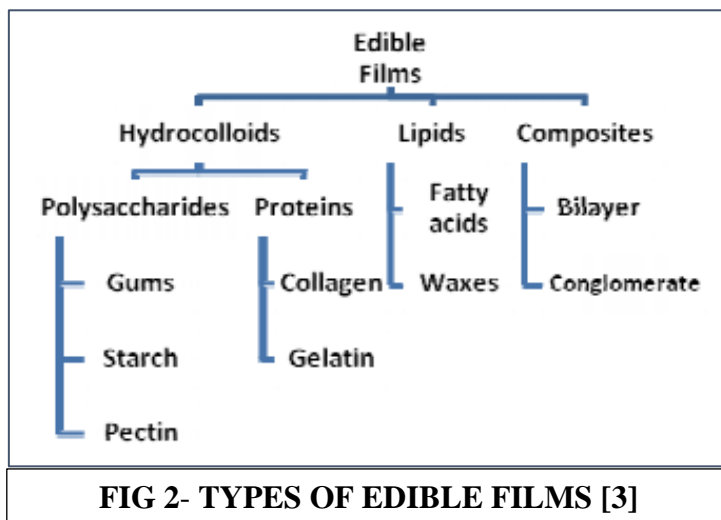 Edible
Films
Hydrocolloids Lipids Composites
Polysaccharides Proteins Fatty acids Bilayer
Gums Collagen Waxes Conglomerate
Starch Gelatin
Pectin
FIG 2- TYPES OF EDIBLE FILMS [3]